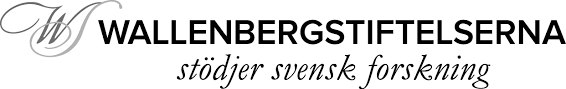 WALLENBERGSTIFTELSERNA
stödjer svensk forskning